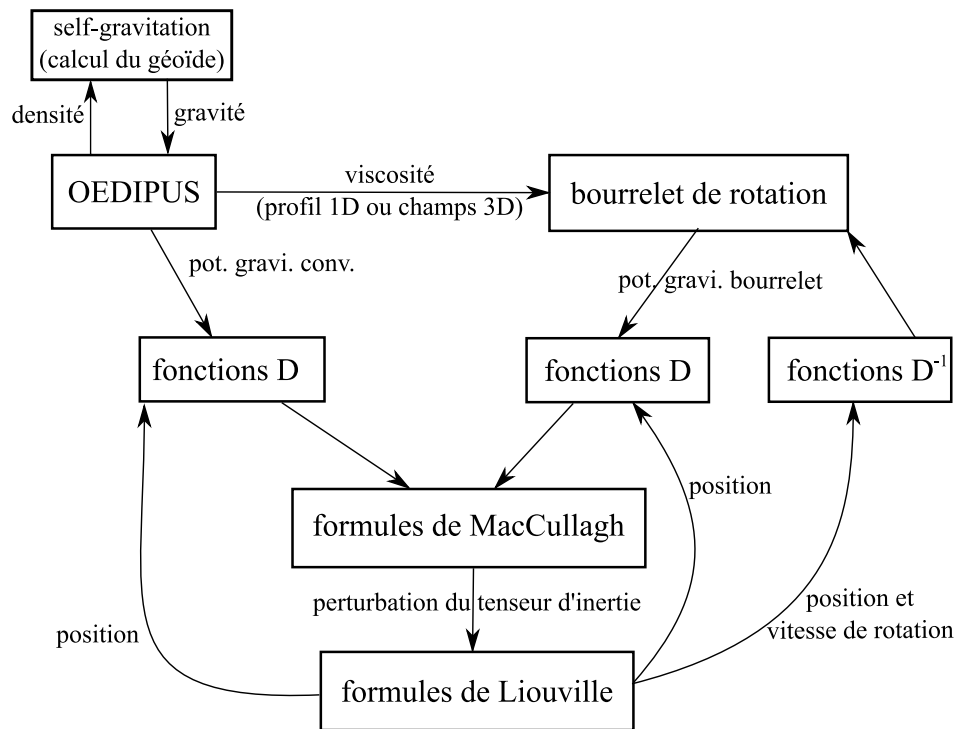 self-gravitation
(calcul du géoïde)
densité
gravité
OEDIPUS
viscosité
(profil 1D ou champs 3D)
bourrelet de rotation
pot. gravi. conv.
pot. gravi. bourrelet
fonctions D
fonctions D
fonctions D⁻¹
position
formules de MacCullagh
perturbation du tenseur d'inertie
position et
vitesse de rotation
position
formules de Liouville